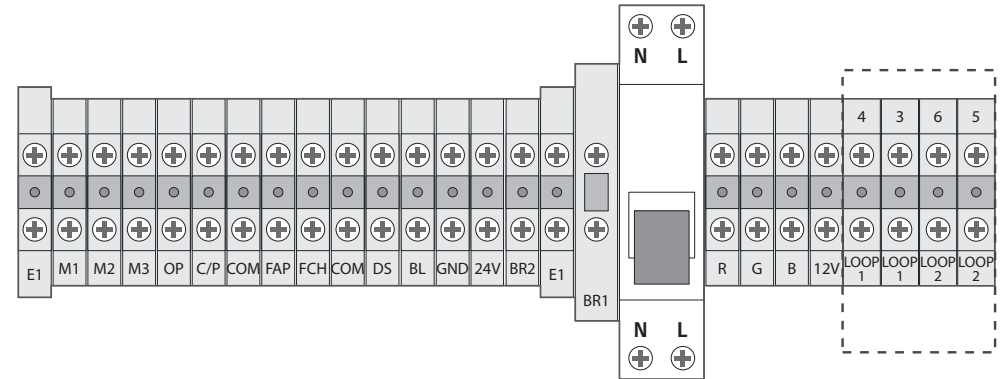 N L
4 3 6 5
E1 M1 M2 M3 OP C/P COM FAP FCH COM DS BL GND 24V BR2 E1
BR1
R G B 12V LOOP 1 LOOP 1 LOOP 2 LOOP 2
N L